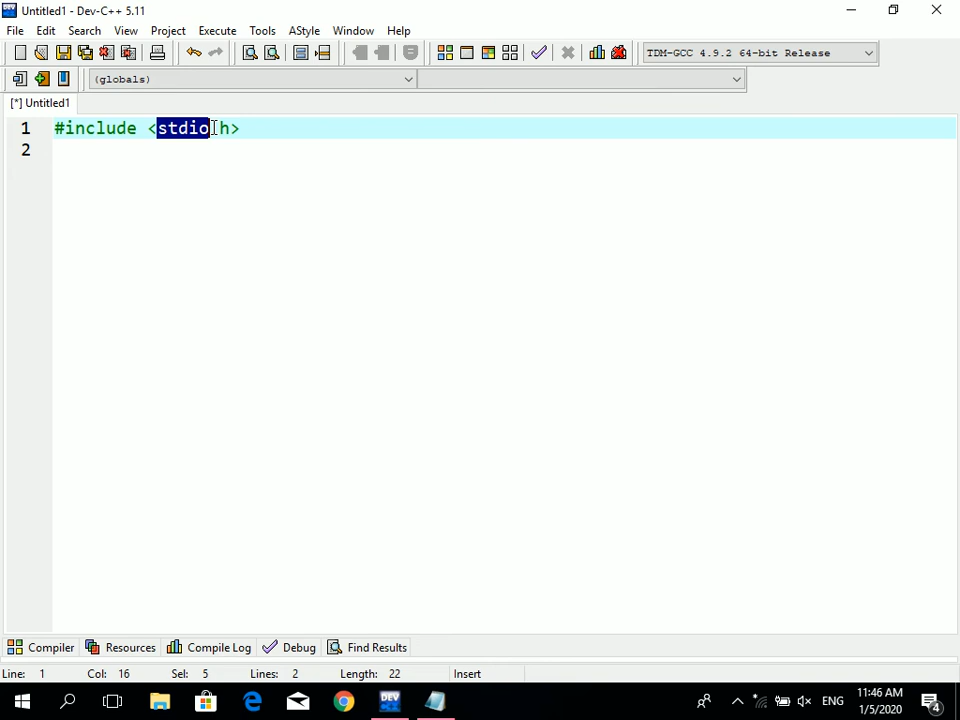 Untitled1 - Dev-C++ 5.11
File Edit Search View Project Execute Tools AStyle Window Help
TDM-GCC 4.9.2 64-bit Release
(globals)
[*] Untitled1
1 #include <stdio.h>
2
Compiler Resources Compile Log Debug Find Results
Line: 1 Col: 16 Sel: 5 Lines: 2 Length: 22 Insert
DEV ENG 11:46 AM
1/5/2020 4